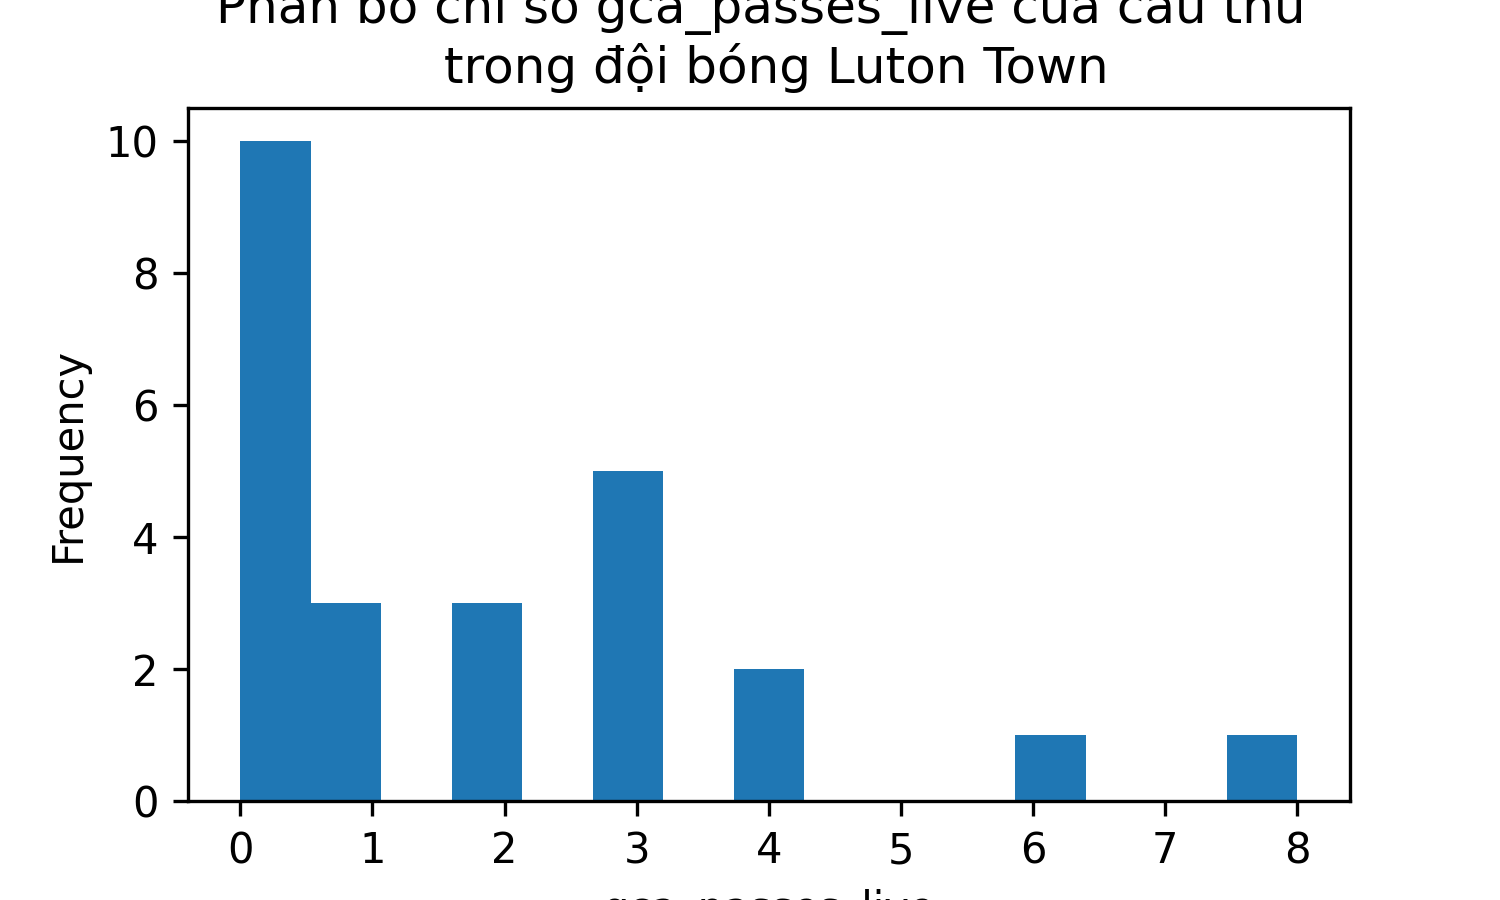 Phân bố chỉ số gca_passes_live của cầu thủ
trong đội bóng Luton Town
10
8
6
4
2
0
Frequency
0 1 2 3 4 5 6 7 8
gca_passes_live